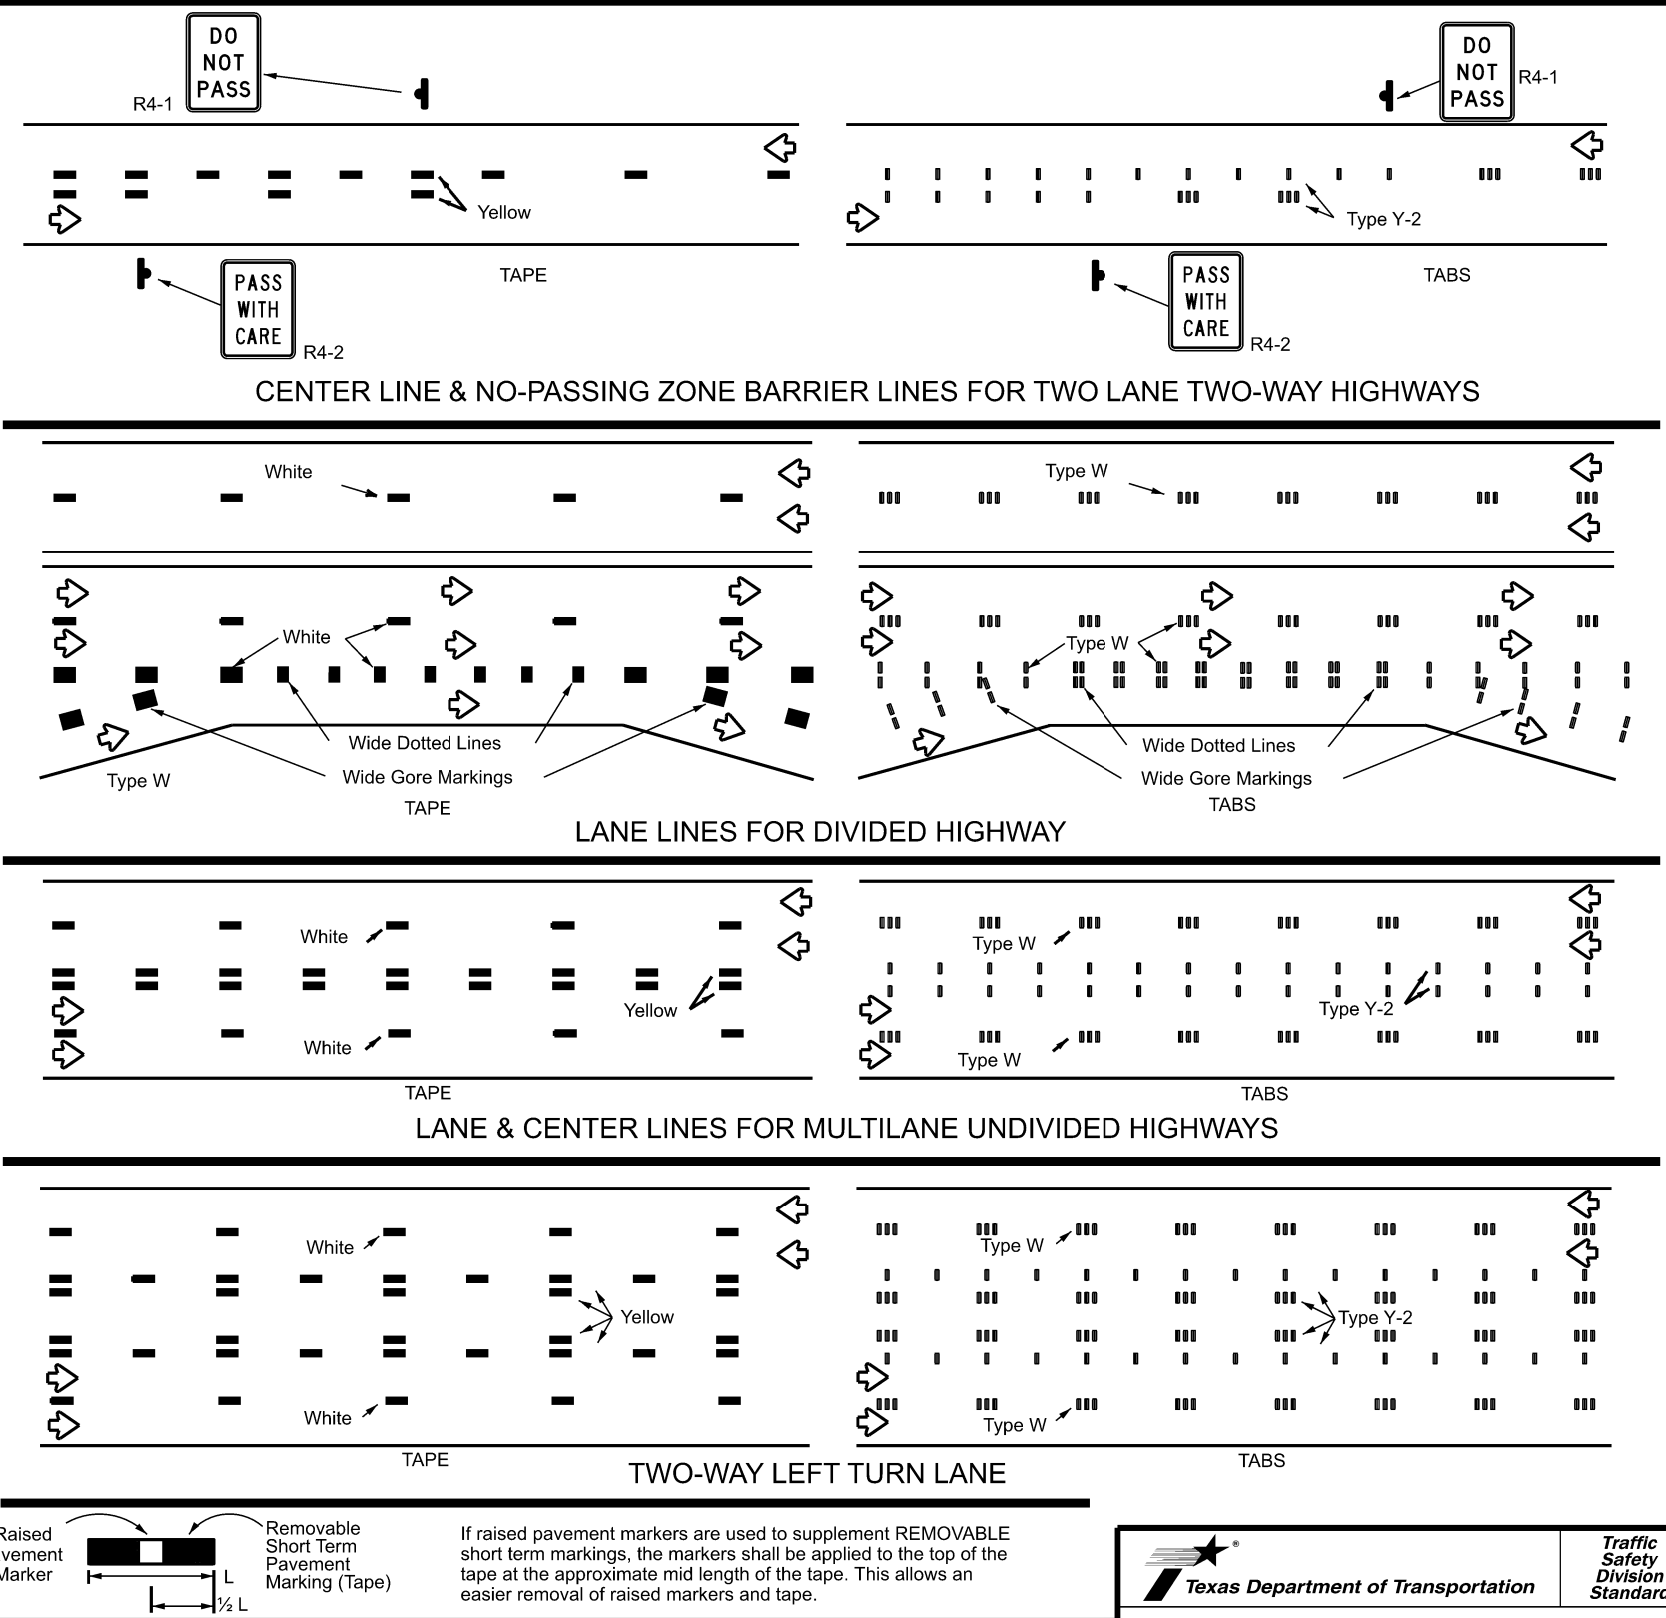 DO
NOT
PASS
R4-1
Yellow
PASS
WITH
CARE
R4-2
TAPE
DO
NOT
PASS
R4-1
Type Y-2
PASS
WITH
CARE
R4-2
TABS
CENTER LINE & NO-PASSING ZONE BARRIER LINES FOR TWO LANE TWO-WAY HIGHWAYS
White
White
Wide Dotted Lines
Wide Gore Markings
Type W
TAPE
Type W
Type W
Wide Dotted Lines
Wide Gore Markings
TABS
LANE LINES FOR DIVIDED HIGHWAY
White
Yellow
White
TAPE
Type W
Type Y-2
Type W
TABS
LANE & CENTER LINES FOR MULTILANE UNDIVIDED HIGHWAYS
White
Yellow
White
TAPE
Type W
Type Y-2
Type W
TABS
TWO-WAY LEFT TURN LANE
Raised
vement
Marker
Removable
Short Term
Pavement
Marking (Tape)
L
½ L
If raised pavement markers are used to supplement REMOVABLE
short term markings, the markers shall be applied to the top of the
tape at the approximate mid length of the tape. This allows an
easier removal of raised markers and tape.
®
Texas Department of Transportation
Traffic
Safety
Division
Standard